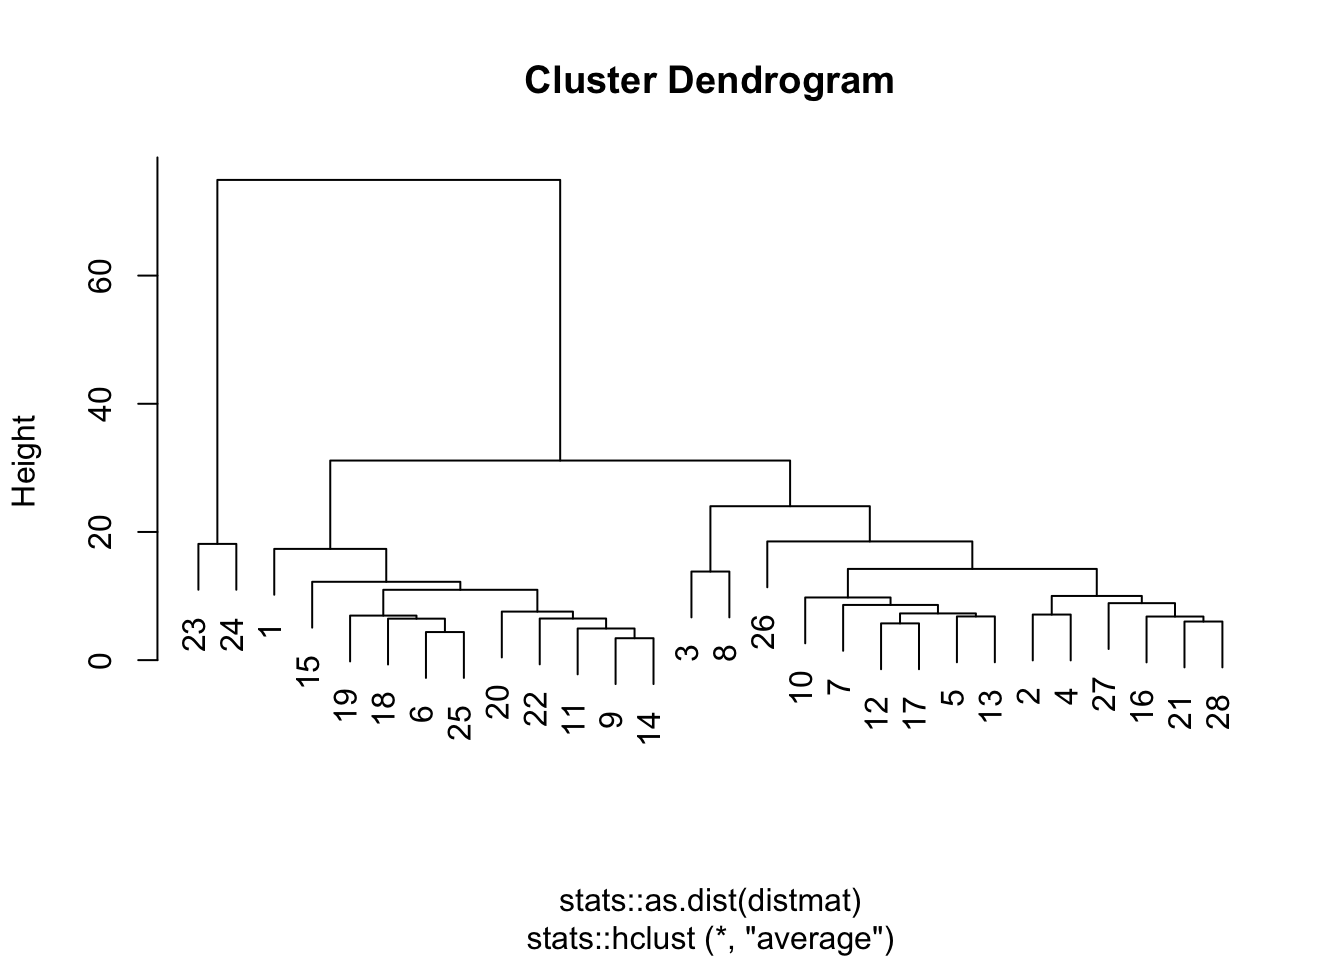 Cluster Dendrogram
Height
0 20 40 60
23 24 1 15 19 18 6 25 20 22 11 9 14 3 8 26 10 7 12 17 5 13 2 4 27 16 21 28
stats::as.dist(distmat)
stats::hclust (*, "average")